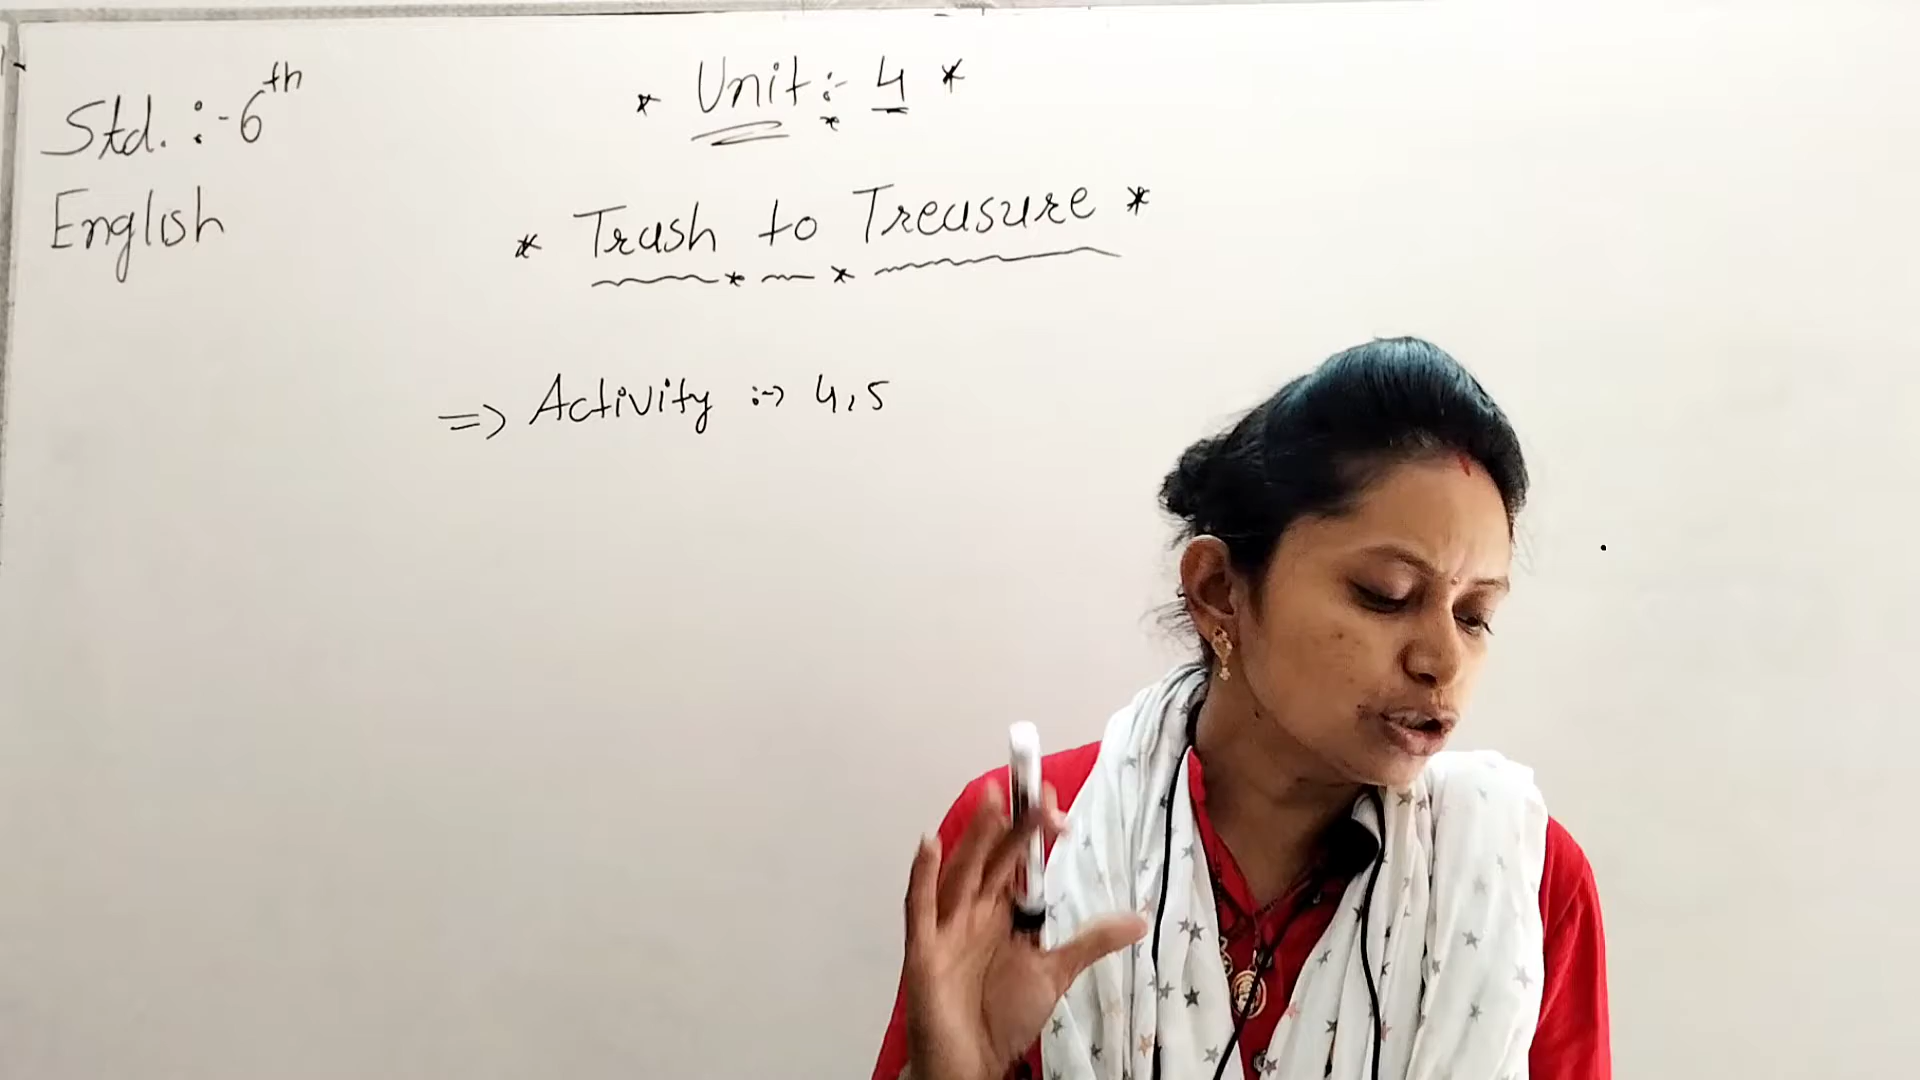 Std. :- 6th
English
* Unit :- 4 *
* Trash to Treasure *
=> Activity :-> 4,5